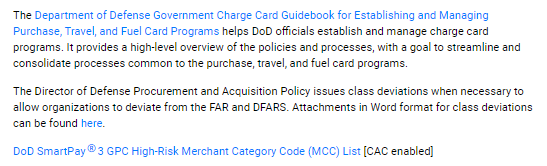 The Department of Defense Government Charge Card Guidebook for Establishing and Managing
Purchase, Travel, and Fuel Card Programs helps DoD officials establish and manage charge card
programs. It provides a high-level overview of the policies and processes, with a goal to streamline and
consolidate processes common to the purchase, travel, and fuel card programs.
The Director of Defense Procurement and Acquisition Policy issues class deviations when necessary to
allow organizations to deviate from the FAR and DFARS. Attachments in Word format for class deviations
can be found here.
DoD SmartPay® 3 GPC High-Risk Merchant Category Code (MCC) List [CAC enabled]